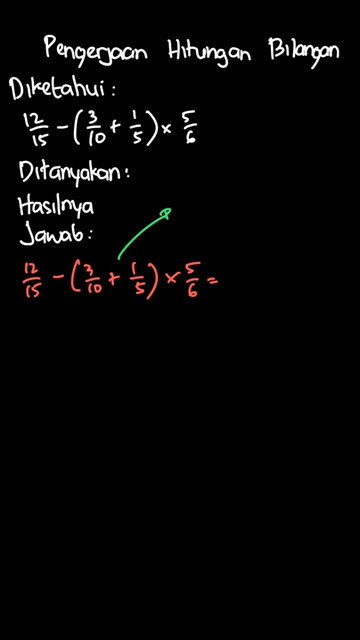 Pengerjaan Hitungan Bilangan
Diketahui:
12/15 - (3/10 + 1/5) × 5/6
Ditanyakan:
Hasilnya
Jawab:
12/15 - (3/10 + 1/5) × 5/6 =